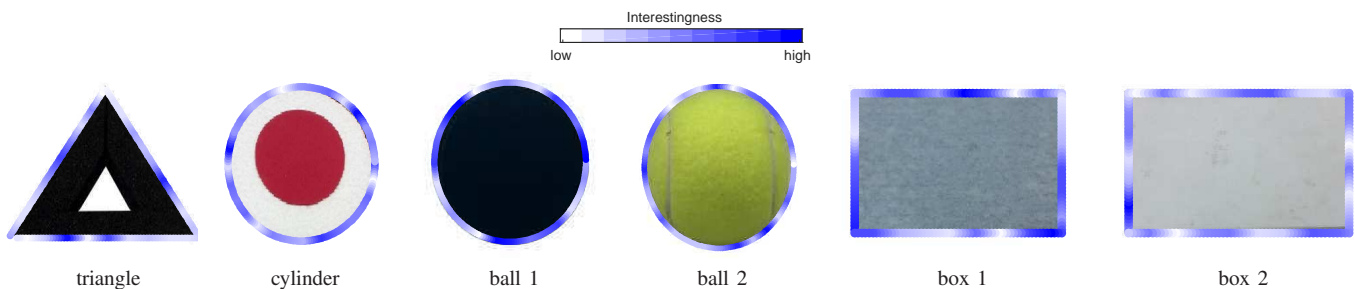 Interestingness
low high
triangle cylinder ball 1 ball 2 box 1 box 2